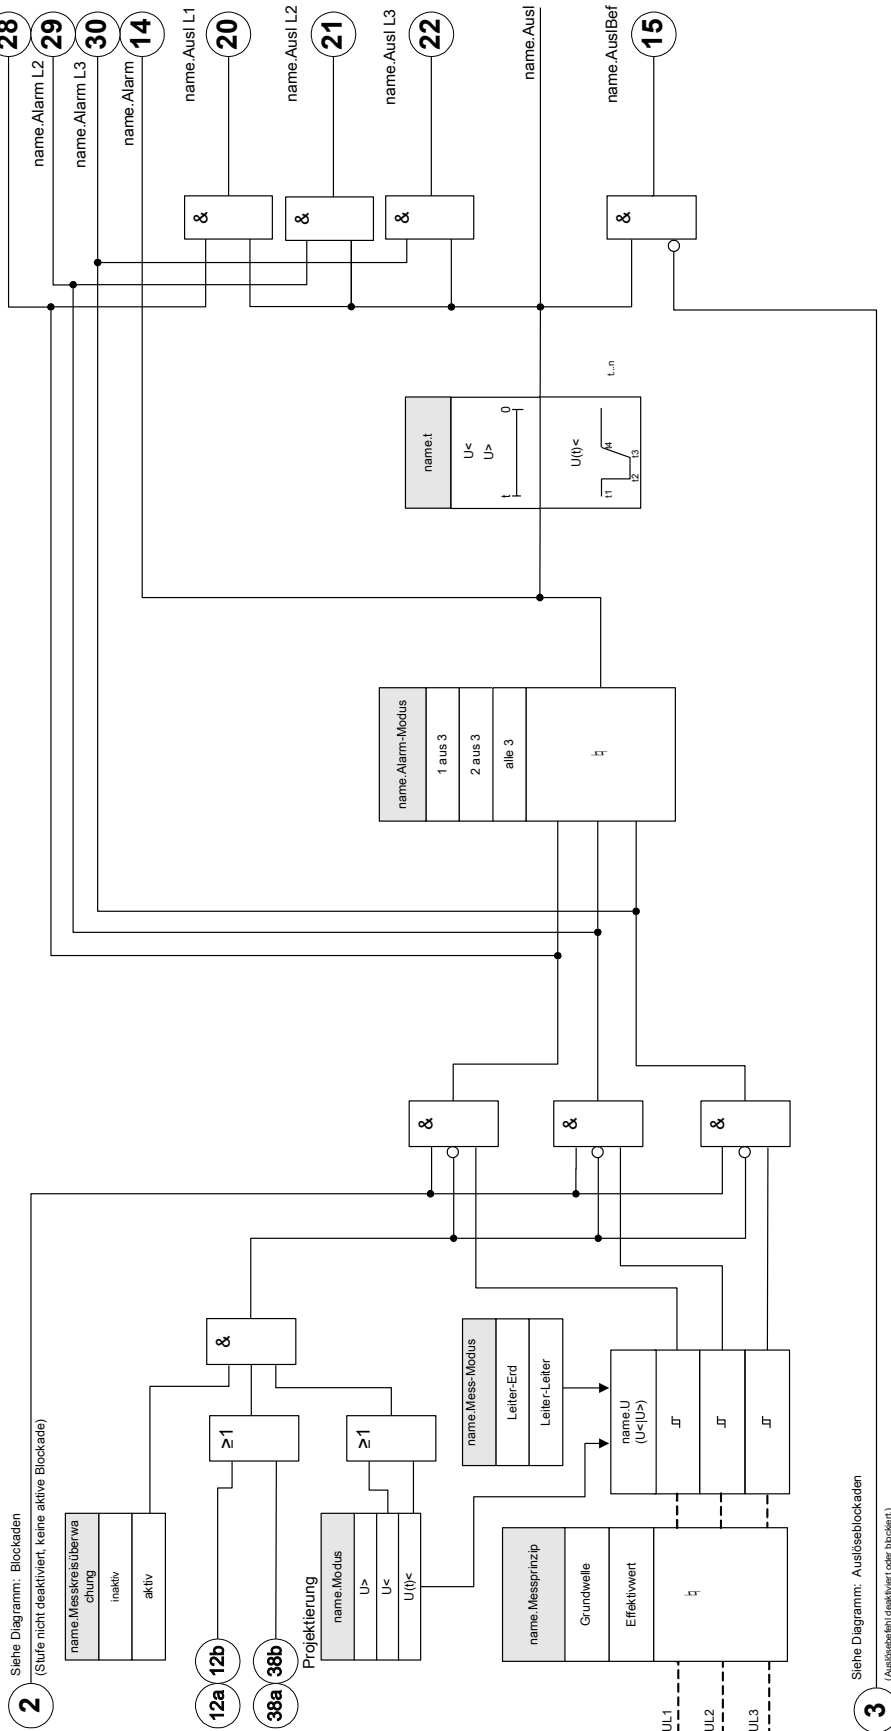 28
29
30
14
name.Alarm L2
name.Alarm L3
name.Alarm
name.Ausl L1
20
name.Ausl L2
21
name.Ausl L3
22
name.Ausl
name.AuslBef
15
&
&
&
&
name.t
U<
U>
t
0
U(t)<
t1
t2
t3
t4
t...n
name.Alarm-Modus
1 aus 3
2 aus 3
alle 3
&
&
&
2
Siehe Diagramm: Blockaden
(Stufe nicht deaktiviert, keine aktive Blockade)
name.Messkreisüberwa
chung
inaktiv
aktiv
&
≥1
≥1
12a
12b
38a
38b
Projektierung
name.Modus
U>
U<
U(t)<
name.Mess-Modus
Leiter-Erd
Leiter-Leiter
name.U
(U<|U>)
name.Messprinzip
Grundwelle
Effektivwert
UL1
UL2
UL3
3
Siehe Diagramm: Auslöseblockaden
(Auslösebefehl deaktiviert oder blockiert.)